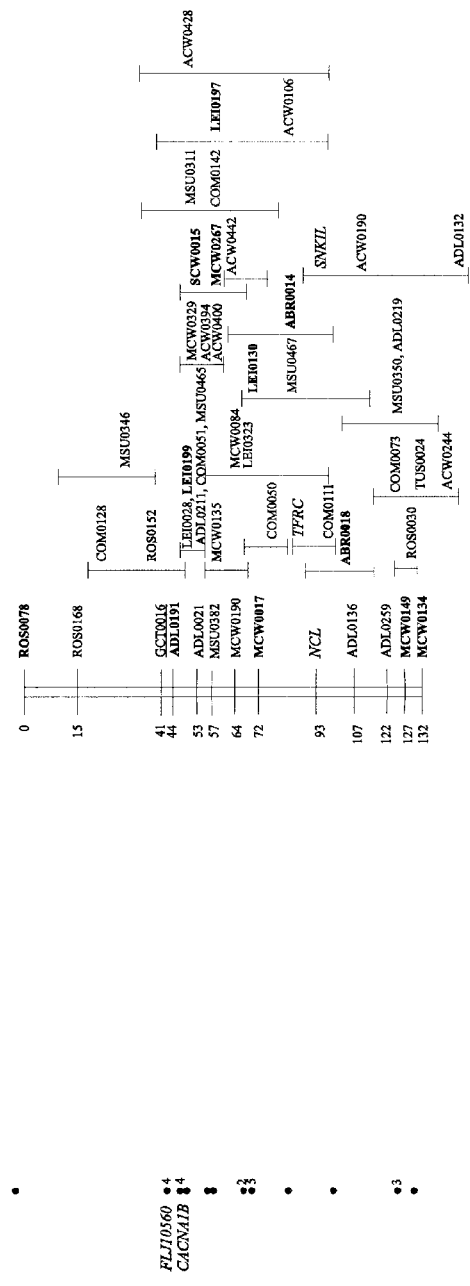 0 ROS0078
15 ROS0168
41 GCT0016
44 ADL0191
53 ADL0021
57 MSU0382
64 MCW0190
72 MCW0017
93 NCL
107 ADL0136
122 ADL0259
127 MCW0149
132 MCW0134
COM0128
ROS0152
MSU0346
LEI0028, LEI0199
ADL0211, COM0051, MSU0465
MCW0135
MCW0084
LEI0323
COM0050
TFRC
COM0111
ABR0018
COM0073
TUS0024
ACW0244
ROS0030
MCW0329
ACW0394
ACW0400
LEI0130
MSU0467
ABR0014
MSU0350, ADL0219
SCW0015
MCW0267
ACW0442
SNKIL
ACW0190
ADL0132
MSU0311
COM0142
LEI0197
ACW0106
ACW0428
FLJ10560 4
CACNA1B 4
2
5
3